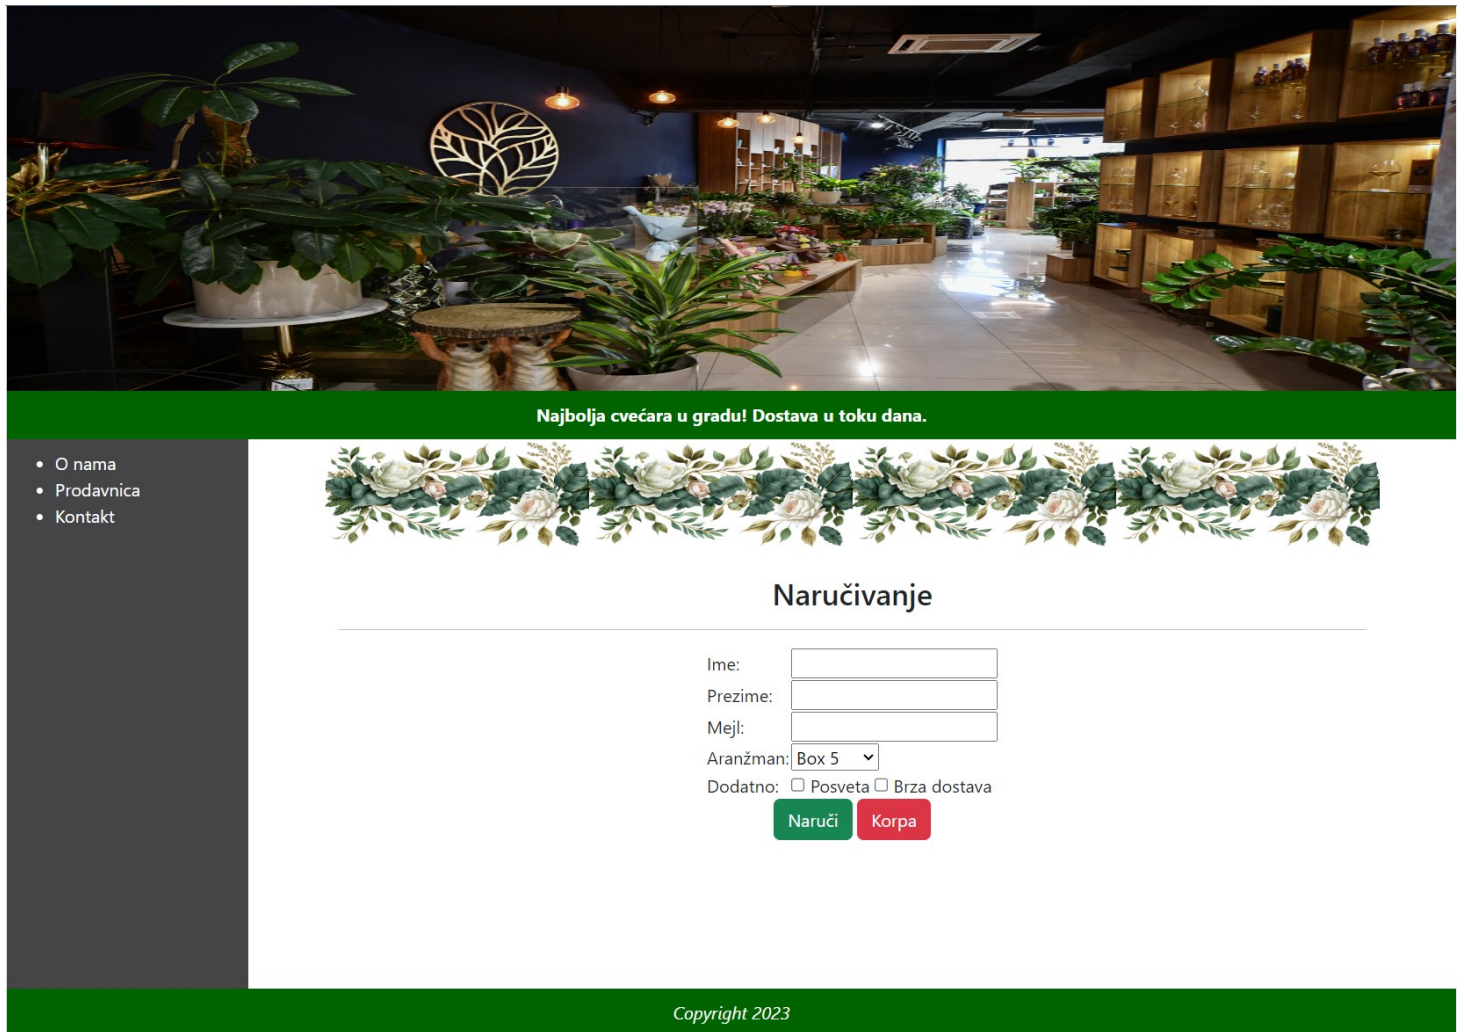 Najbolja cvećara u gradu! Dostava u toku dana.
O nama
Prodavnica
Kontakt
Naručivanje
Ime:
Prezime:
Mejl:
Aranžman: Box 5
Dodatno: Posveta Brza dostava
Naruči Korpa
Copyright 2023